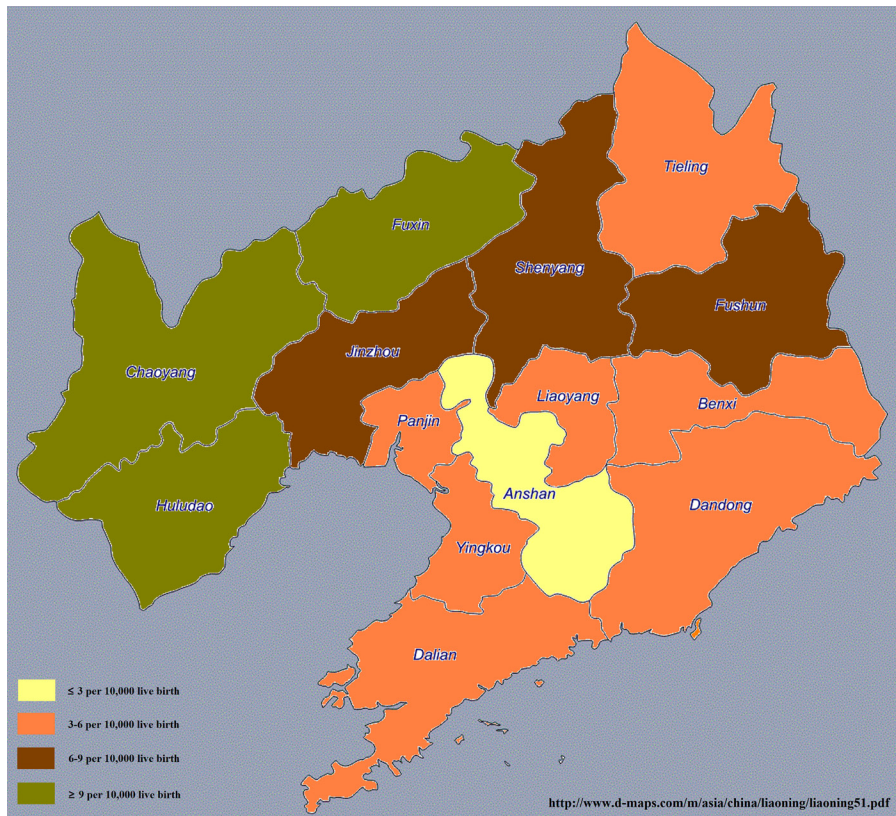 Tieling
Fuxin
Shenyang
Fushun
Jinzhou
Chaoyang
Liaoyang
Benxi
Panjin
Anshan
Huludao
Dandong
Yingkou
Dalian
≤ 3 per 10,000 live birth
3-6 per 10,000 live birth
6-9 per 10,000 live birth
≥ 9 per 10,000 live birth
http://www.d-maps.com/m/asia/china/liaoning/liaoning51.pdf